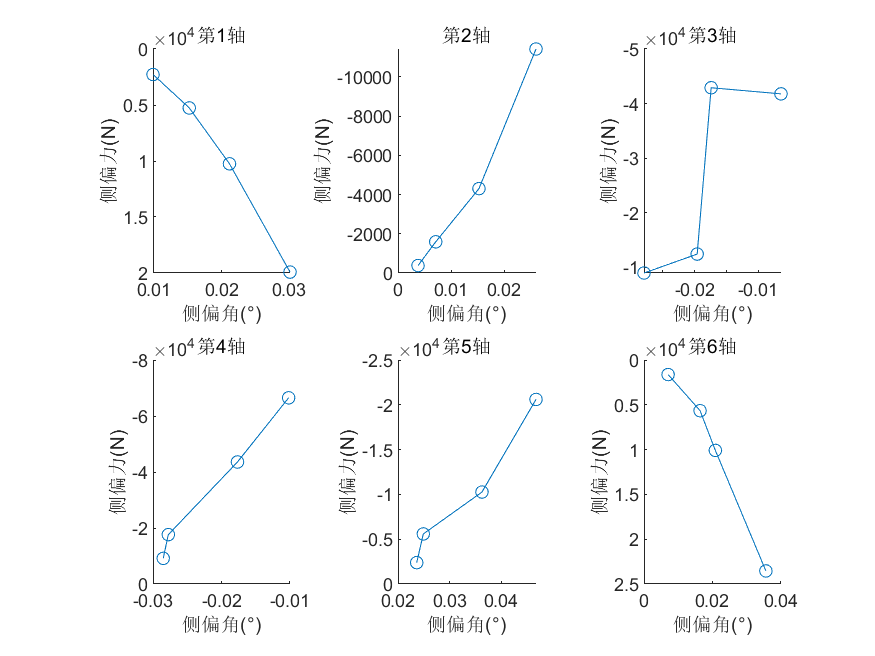 ×10⁴ 第1轴
0
0.5
1
1.5
2
侧偏力(N)
0.01 0.02 0.03
侧偏角(°)
第2轴
-10000
-8000
-6000
-4000
-2000
0
侧偏力(N)
0 0.01 0.02
侧偏角(°)
×10⁴ 第3轴
-5
-4
-3
-2
-1
侧偏力(N)
-0.02 -0.01
侧偏角(°)
×10⁴ 第4轴
-8
-6
-4
-2
0
侧偏力(N)
-0.03 -0.02 -0.01
侧偏角(°)
×10⁴ 第5轴
-2.5
-2
-1.5
-1
-0.5
0
侧偏力(N)
0.02 0.03 0.04
侧偏角(°)
×10⁴ 第6轴
0
0.5
1
1.5
2
2.5
侧偏力(N)
0 0.02 0.04
侧偏角(°)